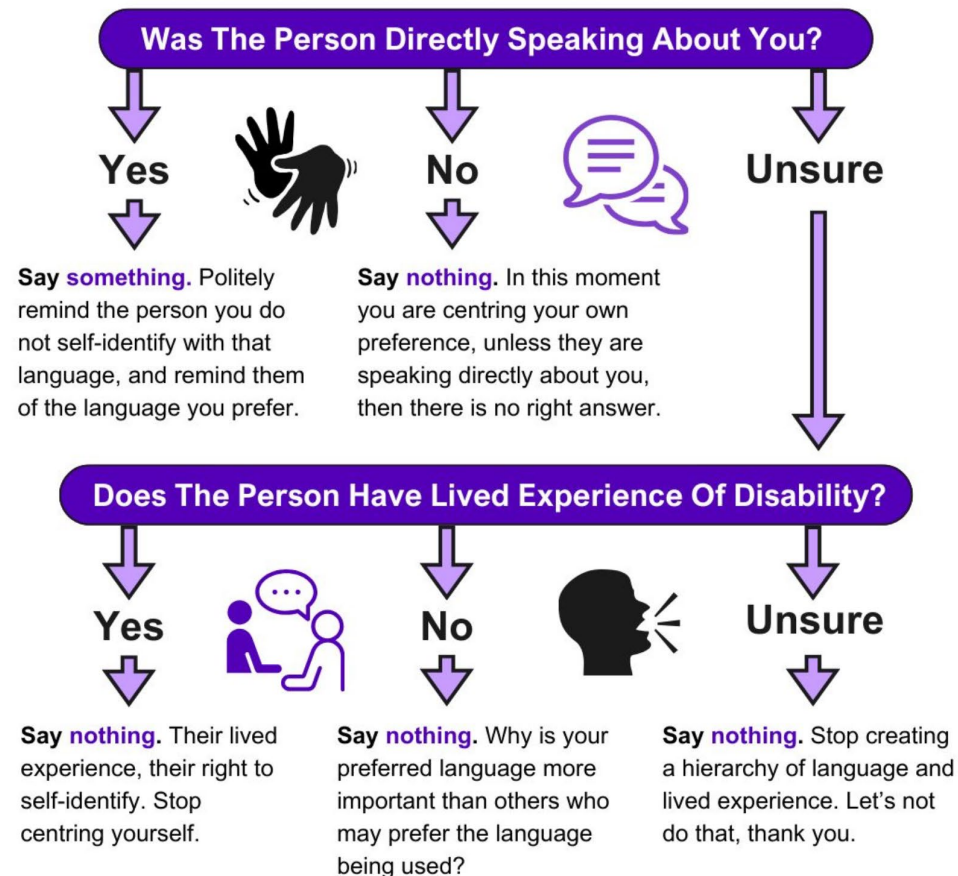 Was The Person Directly Speaking About You?
Yes
No
Unsure
Say something. Politely
remind the person you do
not self-identify with that
language, and remind them
of the language you prefer.
Say nothing. In this moment
you are centring your own
preference, unless they are
speaking directly about you,
then there is no right answer.
Does The Person Have Lived Experience Of Disability?
Yes
No
Unsure
Say nothing. Their lived
experience, their right to
self-identify. Stop
centring yourself.
Say nothing. Why is your
preferred language more
important than others who
may prefer the language
being used?
Say nothing. Stop creating
a hierarchy of language and
lived experience. Let’s not
do that, thank you.